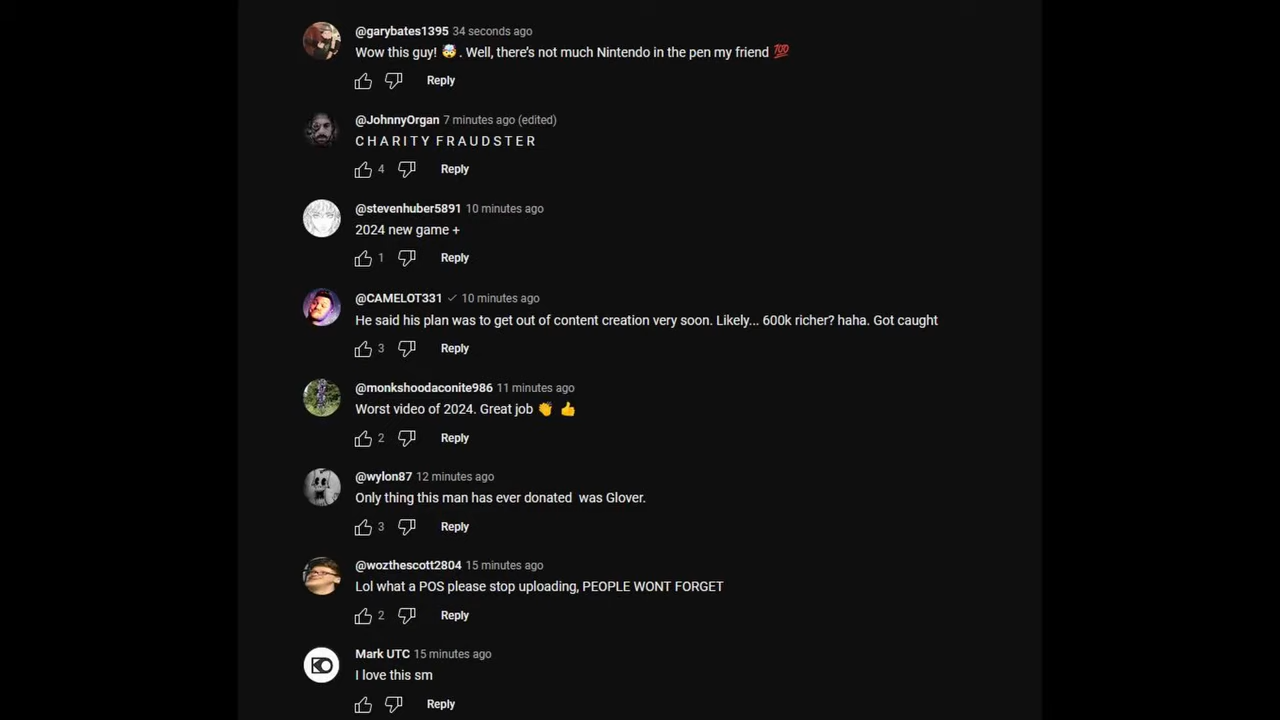 @garybates1395 34 seconds ago
Wow this guy! 🤯. Well, there's not much Nintendo in the pen my friend 💯
Reply
@JohnnyOrgan 7 minutes ago (edited)
C H A R I T Y F R A U D S T E R
4 Reply
@stevenhuber5891 10 minutes ago
2024 new game +
1 Reply
@CAMELOT331 10 minutes ago
He said his plan was to get out of content creation very soon. Likely... 600k richer? haha. Got caught
3 Reply
@monkshoodaconite986 11 minutes ago
Worst video of 2024. Great job 👏 👍
2 Reply
@wylon87 12 minutes ago
Only thing this man has ever donated was Glover.
3 Reply
@wozthescott2804 15 minutes ago
Lol what a POS please stop uploading, PEOPLE WONT FORGET
2 Reply
Mark UTC 15 minutes ago
I love this sm
Reply